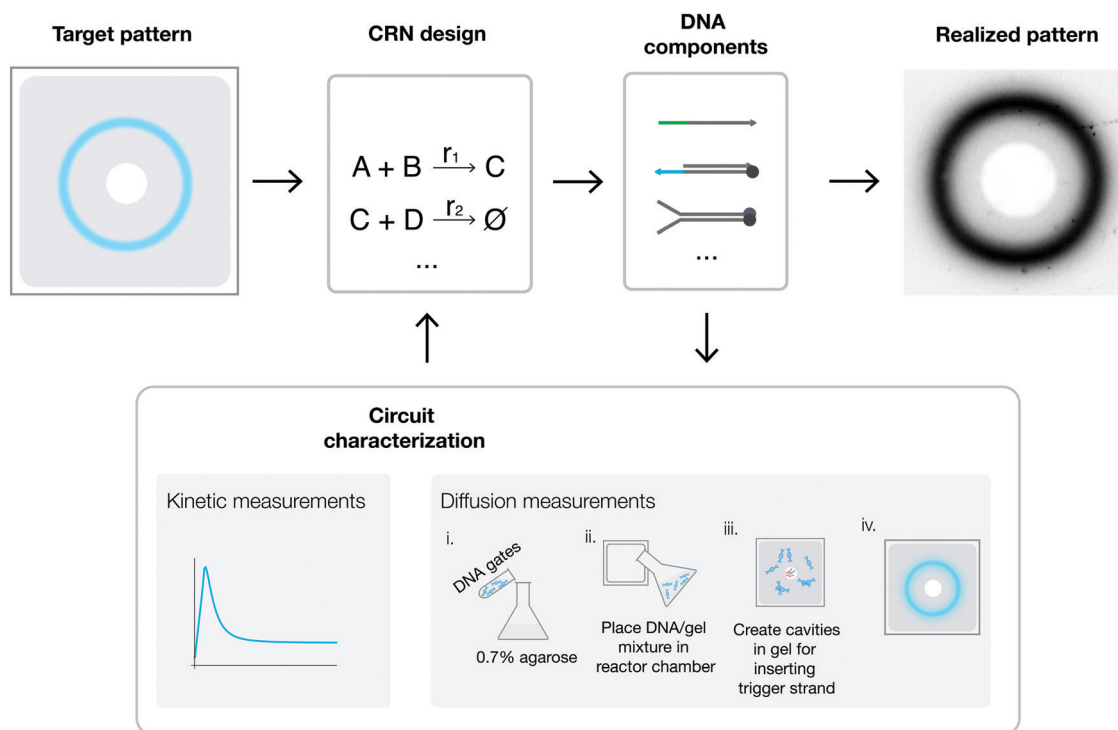 Target pattern
CRN design
DNA
components
Realized pattern
A + B r₁ → C
C + D r₂ → Ø
...
...
Circuit
characterization
Kinetic measurements
Diffusion measurements
i.
DNA gates
0.7% agarose
ii.
Place DNA/gel
mixture in
reactor chamber
iii.
Create cavities
in gel for
inserting
trigger strand
iv.